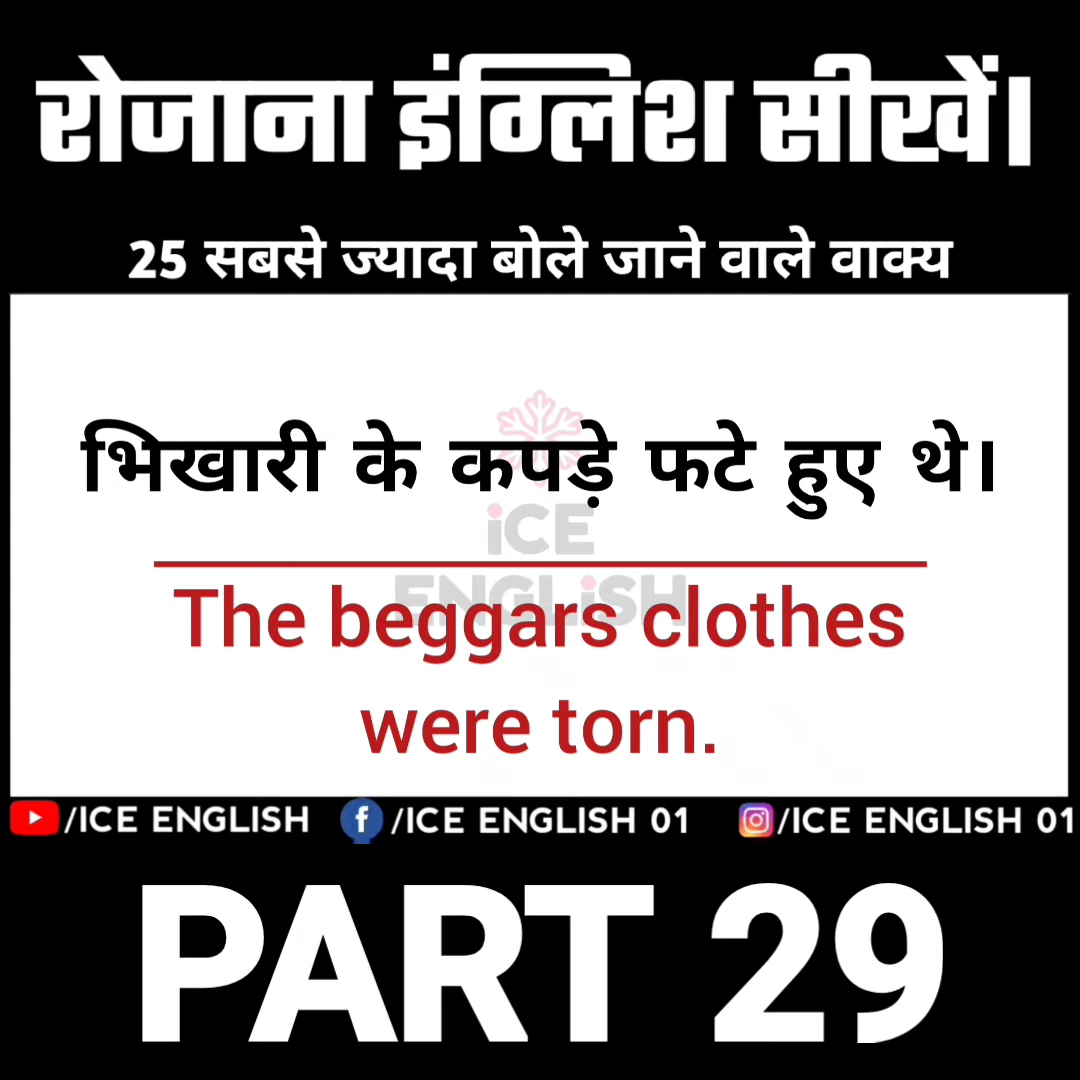 रोजाना इंग्लिश सीखें।
25 सबसे ज्यादा बोले जाने वाले वाक्य
भिखारी के कपड़े फटे हुए थे।
iCE
ENGLiSH
The beggars clothes
were torn.
/ICE ENGLISH /ICE ENGLISH 01 /ICE ENGLISH 01
PART 29